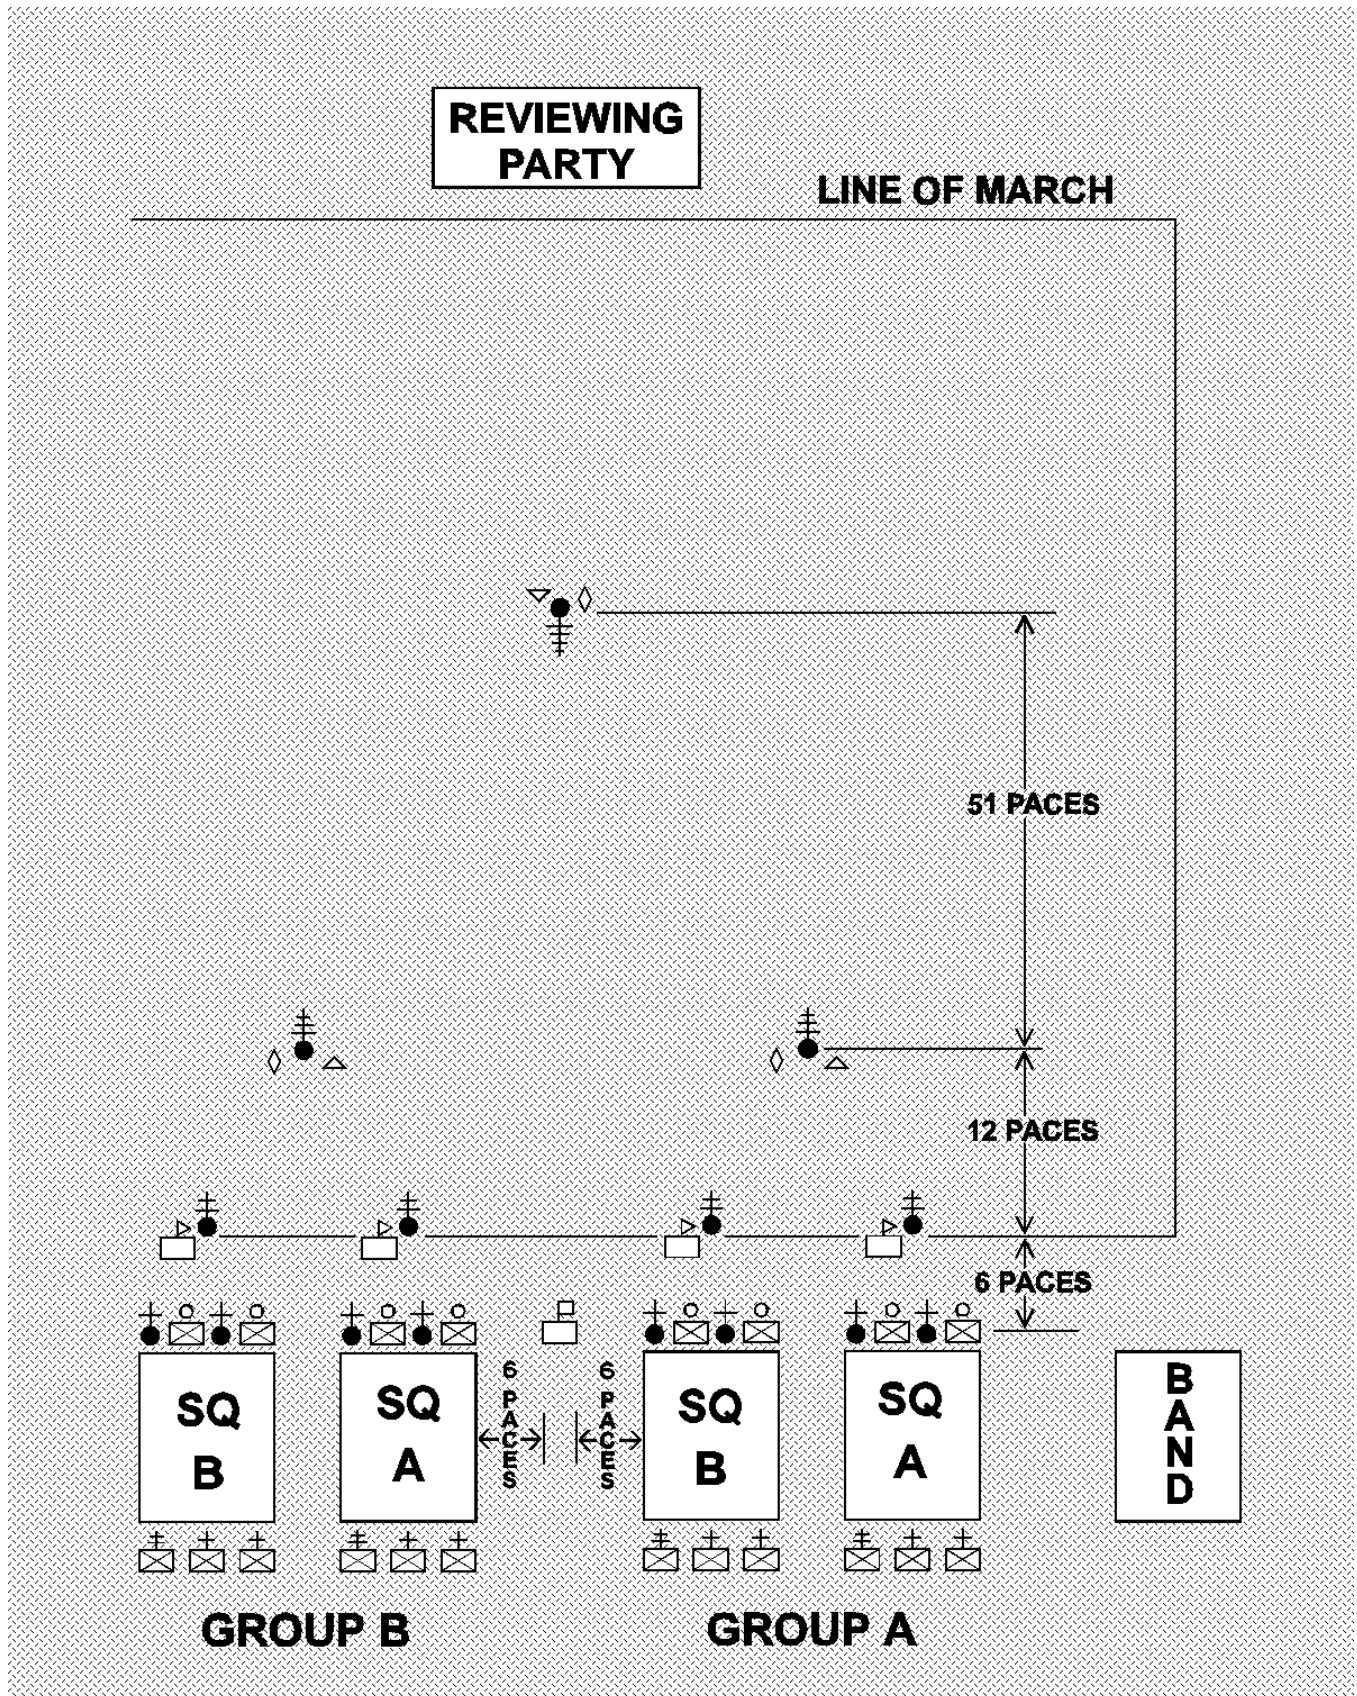 REVIEWING
PARTY
LINE OF MARCH
51 PACES
12 PACES
6 PACES
SQ
B
SQ
A
6 PACES
6 PACES
SQ
B
SQ
A
BAND
GROUP B
GROUP A